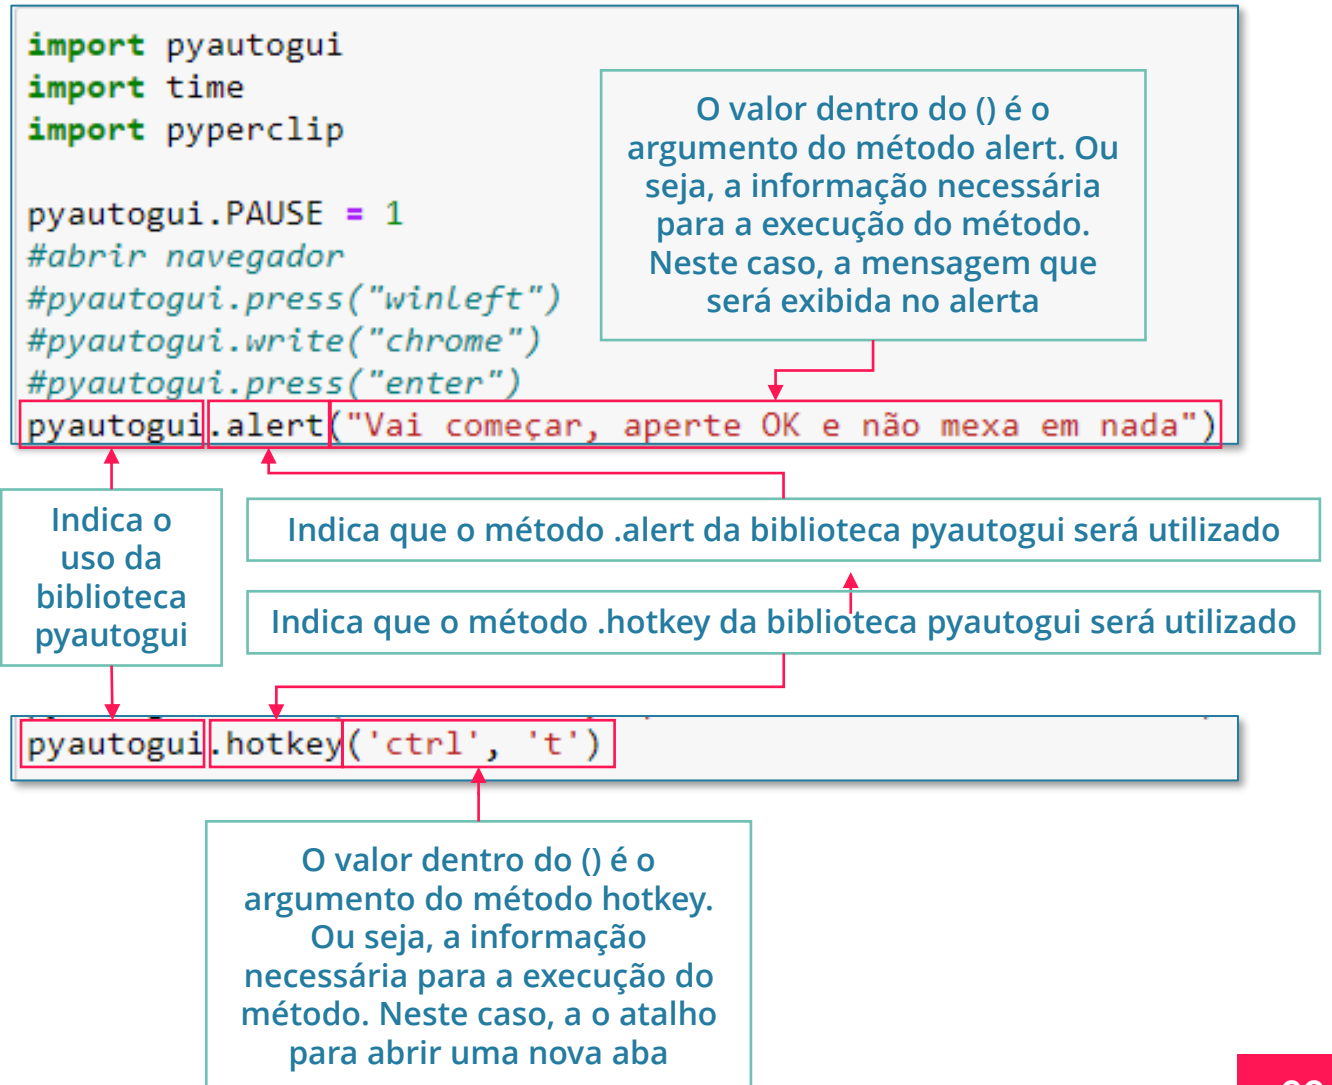 import pyautogui
import time
import pyperclip
pyautogui.PAUSE = 1
#abrir navegador
#pyautogui.press("winleft")
#pyautogui.write("chrome")
#pyautogui.press("enter")
pyautogui.alert("Vai começar, aperte OK e não mexa em nada")
O valor dentro do () é o
argumento do método alert. Ou
seja, a informação necessária
para a execução do método.
Neste caso, a mensagem que
será exibida no alerta
Indica o
uso da
biblioteca
pyautogui
Indica que o método .alert da biblioteca pyautogui será utilizado
Indica que o método .hotkey da biblioteca pyautogui será utilizado
pyautogui.hotkey('ctrl', 't')
O valor dentro do () é o
argumento do método hotkey.
Ou seja, a informação
necessária para a execução do
método. Neste caso, a o atalho
para abrir uma nova aba